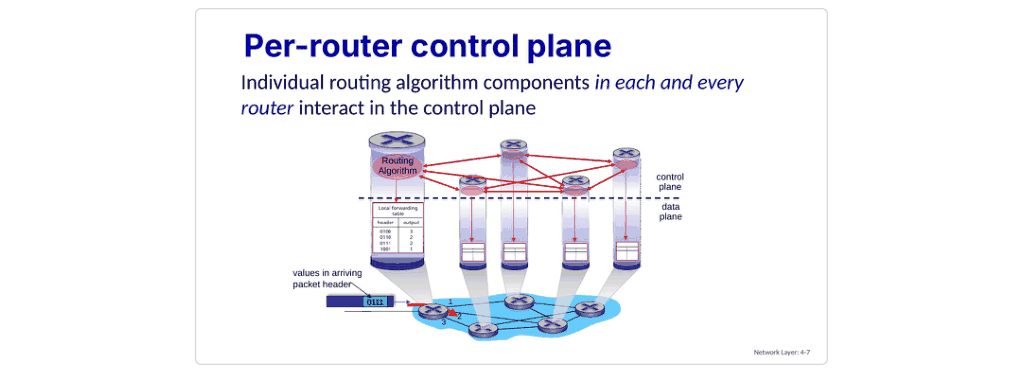 Per-router control plane
Individual routing algorithm components in each and every
router interact in the control plane
Routing
Algorithm
control
plane
data
plane
Local forwarding
table
header output
0100 3
0110 2
0111 2
1001 1
values in arriving
packet header
0111
1
2
3
Network Layer: 4-7